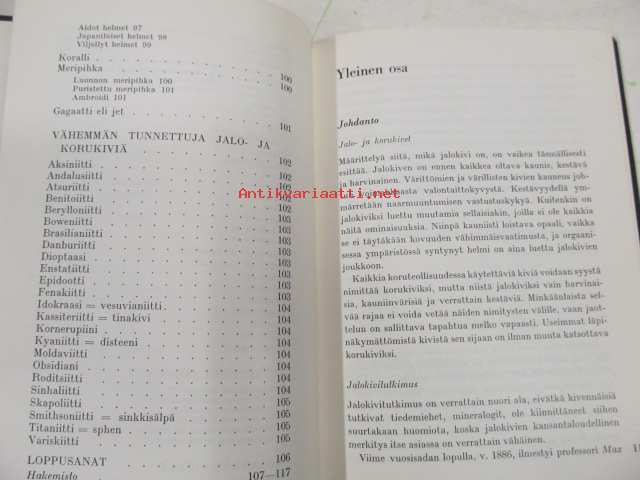 Aidot helmet 97
Japanilaiset helmet 98
Viljellyt helmet 99
Koralli . . . . . . . . . 100
Meripihka . . . . . . . . 100
Luonnon meripihka 100
Puristettu meripihka 101
Ambroidi 101
Gagaatti eli jet . . . . . . 101
VÄHEMMÄN TUNNETTUJA JALO- JA
KORUKIVIÄ . . . . . . . 102
Aksiniitti . . . . . . . . 102
Andalusiitti . . . . . . . 102
Atsuriitti . . . . . . . . 102
Benitoiitti . . . . . . . 102
Berylloniitti . . . . . . . 102
Boweniitti . . . . . . . . 102
Brasilianiitti . . . . . . . 103
Danburiitti . . . . . . . 103
Dioptaasi . . . . . . . . 103
Enstatiitti . . . . . . . . 103
Epidootti . . . . . . . . 103
Fenakiitti . . . . . . . . 103
Idokraasi = vesuvianiitti . . . . 103
Kassiteriitti = tinakivi . . . . 104
Kornerupiini . . . . . . . 104
Kyaniitti = disteeni . . . . . 104
Moldaviitti . . . . . . . . 104
Obsidiani . . . . . . . . 104
Roditsiitti . . . . . . . . 104
Sinhaliitti . . . . . . . . 104
Skapoliitti . . . . . . . . 105
Smithsoniitti = sinkkisälpä . . . 105
Titaniitti = sphen . . . . . . 105
Variskiitti . . . . . . . . 105
LOPPUSANAT . . . . . . . 106
Hakemisto . . . . . . . 107—117
Yleinen osa
Johdanto
Jalo- ja korukivet
Määrittelyä siitä, mikä jalokivi on, on vaikea täsmällisesti
esittää. Jalokiven on ennen kaikkea oltava kaunis, kestävä
ja harvinainen. Värittömien ja värillisten kivien kauneus joh-
valontaittokyvystä. Kestävyydellä ym-
märretään naarmuuntumisen vastustuskykyä. Kuitenkin on
jalokiviksi luettu muutamia sellaisiakin, joilla ei ole kaikkia
näitä ominaisuuksia. Niinpä kauniisti loistava opaali, vaikka
se ei täytäkään kovuuden vähimmäisvaatimusta, ja orgaani-
sessa ympäristössä syntynyt helmi on aina luettu jalokivien
joukkoon.
Kaikkia koruteollisuudessa käytettäviä kiviä voidaan syystä
nimittää korukiviksi, mutta niistä jalokiviä vain harvinai-
sia, kauniinvärisiä ja verrattain kestäviä. Minkäänlaista sel-
vää rajaa ei voida vetää näiden nimitysten välille, vaan jaot-
telun on sallittava tapahtua melko vapaasti. Useimmat läpi-
näkymättömistä kivistä sen sijaan on ilman muuta katsottava
korukiviksi.
Jalokivitutkimus
Jalokivitutkimus on verrattain nuori ala, eivätkä kivennäisiä
tutkivat tiedemiehet, mineralogit, ole kiinnittäneet siihen
suurtakaan huomiota, koska jalokivien kansantaloudellinen
merkitys itse asiassa on verrattain vähäinen.
Viime vuosisadan lopulla, v. 1886, ilmestyi professori Max
Antikvariaatti.net